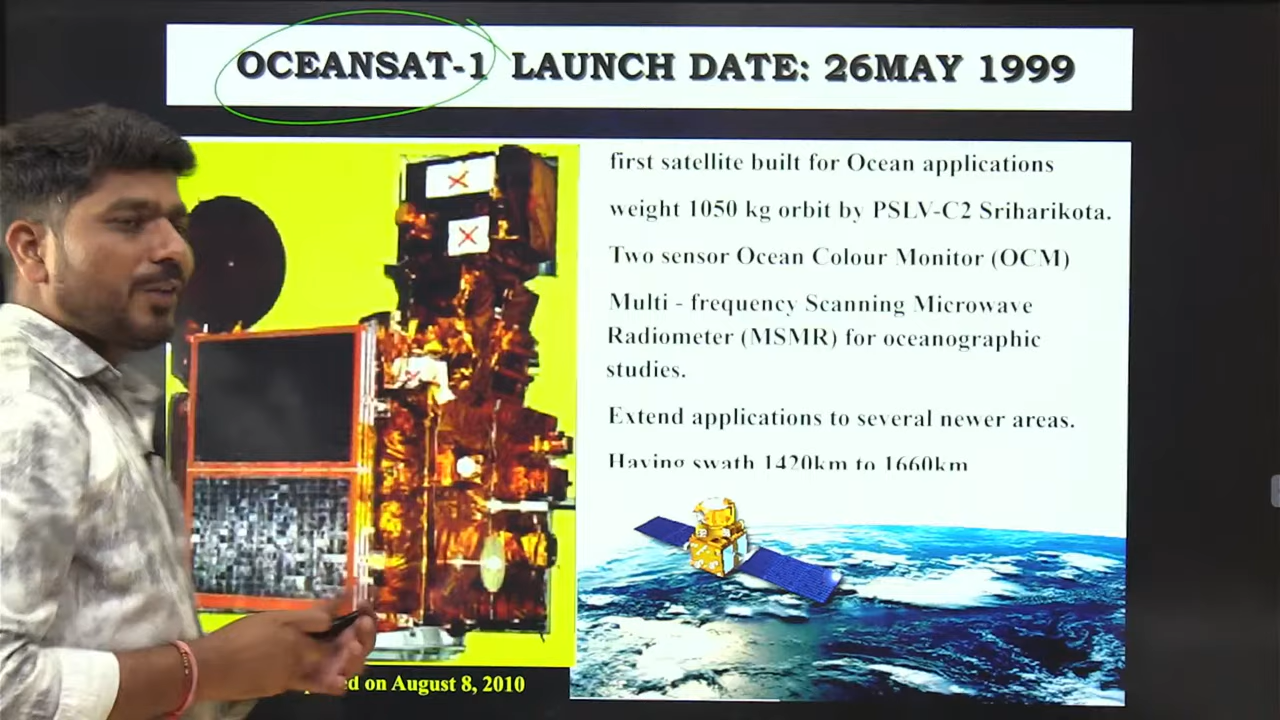 OCEANSAT-1 LAUNCH DATE: 26MAY 1999
first satellite built for Ocean applications
weight 1050 kg orbit by PSLV-C2 Sriharikota.
Two sensor Ocean Colour Monitor (OCM)
Multi - frequency Scanning Microwave
Radiometer (MSMR) for oceanographic
studies.
Extend applications to several newer areas.
Having swath 1420km to 1660km
on August 8, 2010